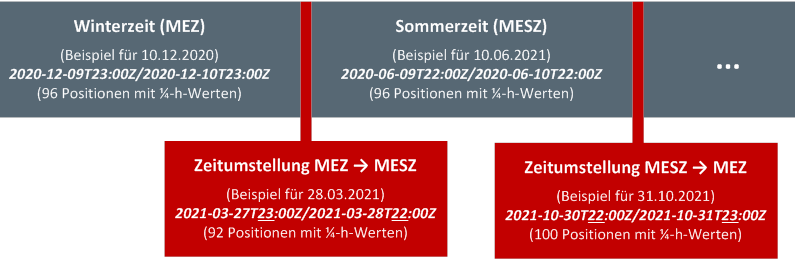 Winterzeit (MEZ)
(Beispiel für 10.12.2020)
2020-12-09T23:00Z/2020-12-10T23:00Z
(96 Positionen mit ¼-h-Werten)
Sommerzeit (MESZ)
(Beispiel für 10.06.2021)
2020-06-09T22:00Z/2020-06-10T22:00Z
(96 Positionen mit ¼-h-Werten)
...
Zeitumstellung MEZ → MESZ
(Beispiel für 28.03.2021)
2021-03-27T23:00Z/2021-03-28T22:00Z
(92 Positionen mit ¼-h-Werten)
Zeitumstellung MESZ → MEZ
(Beispiel für 31.10.2021)
2021-10-30T22:00Z/2021-10-31T23:00Z
(100 Positionen mit ¼-h-Werten)